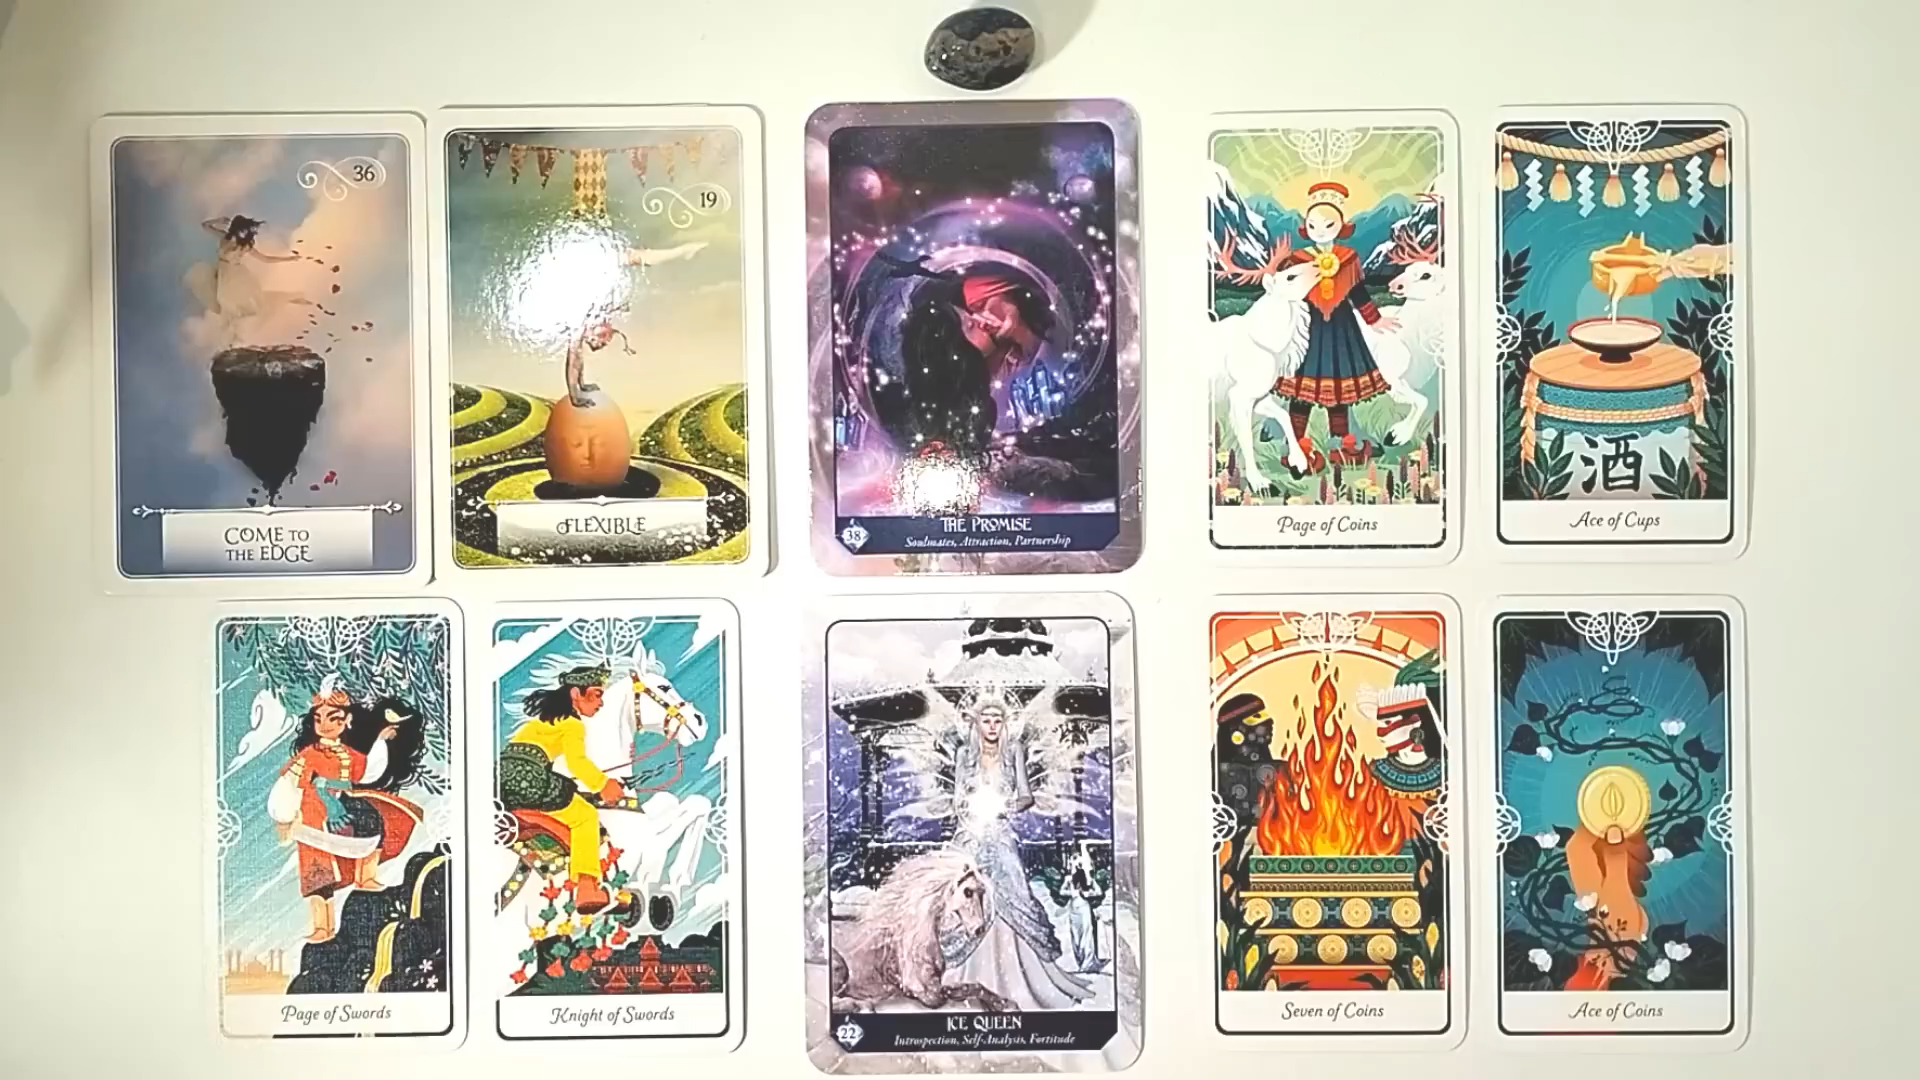 36
COME TO
THE EDGE
19
FLEXIBLE
THE PROMISE
38
Soulmates, Attraction, Partnership
Page of Coins
酒
Ace of Cups
Page of Swords
Knight of Swords
ICE QUEEN
22
Introspection, Self-Analysis, Fortitude
Seven of Coins
Ace of Coins